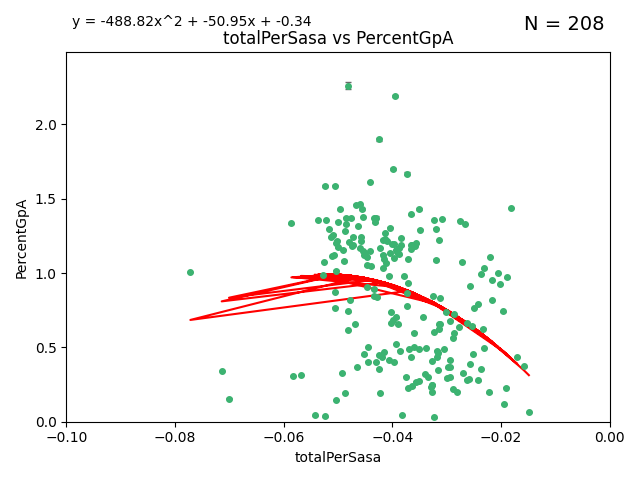 y = -488.82x^2 + -50.95x + -0.34
N = 208
totalPerSasa vs PercentGpA
PercentGpA
2.0
1.5
1.0
0.5
0.0
−0.10 −0.08 −0.06 −0.04 −0.02 0.00
totalPerSasa